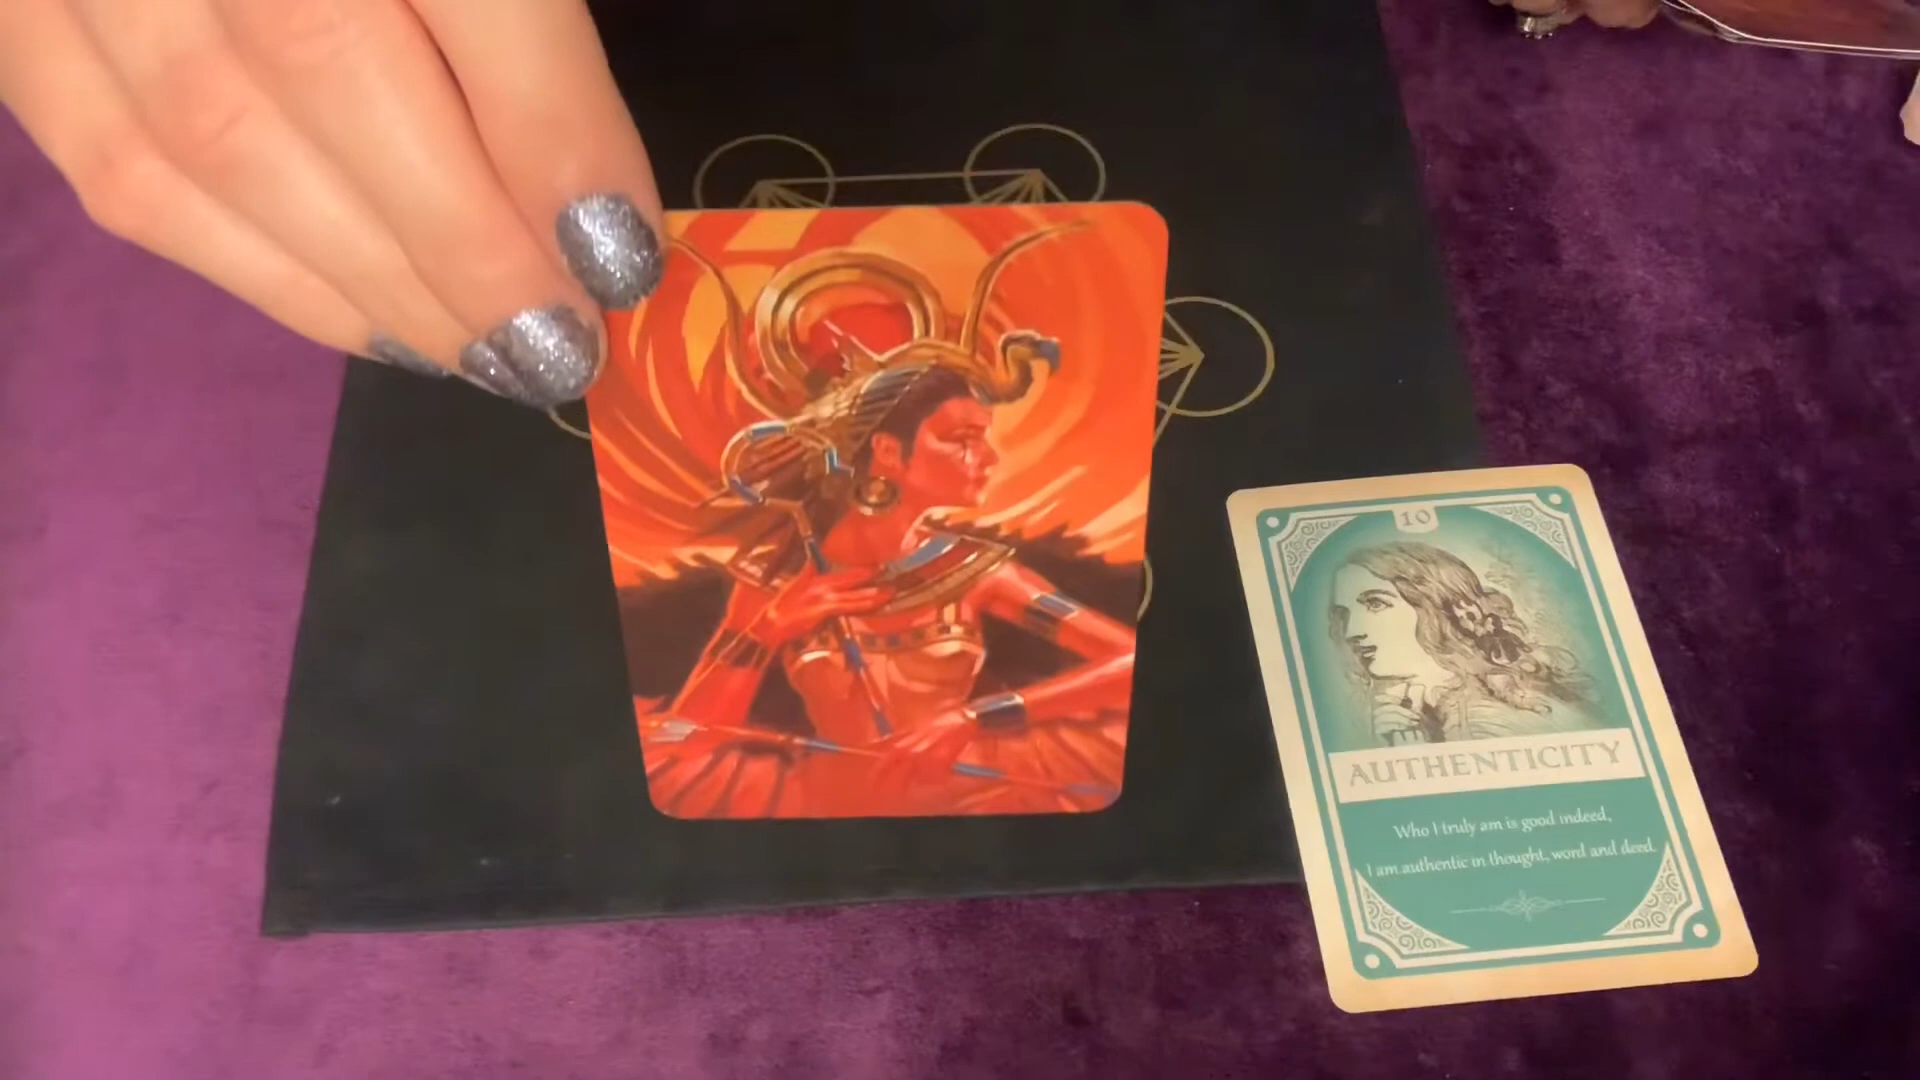 10
AUTHENTICITY
Who I truly am is good indeed,
I am authentic in thought, word and deed.